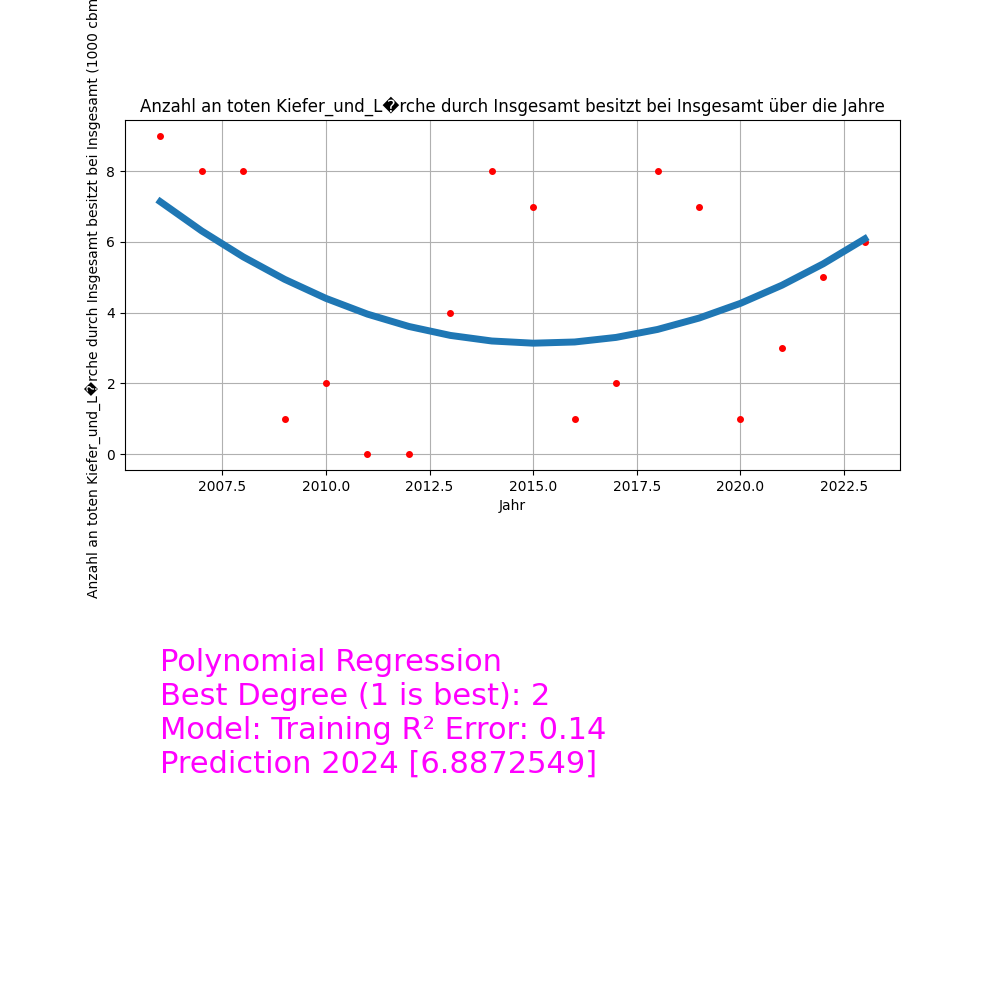 Anzahl an toten Kiefer_und_L�rche durch Insgesamt besitzt bei Insgesamt über die Jahre
Anzahl an toten Kiefer_und_L�rche durch Insgesamt besitzt bei Insgesamt (1000 cbm
8
6
4
2
0
2007.5 2010.0 2012.5 2015.0 2017.5 2020.0 2022.5
Jahr
Polynomial Regression
Best Degree (1 is best): 2
Model: Training R² Error: 0.14
Prediction 2024 [6.8872549]